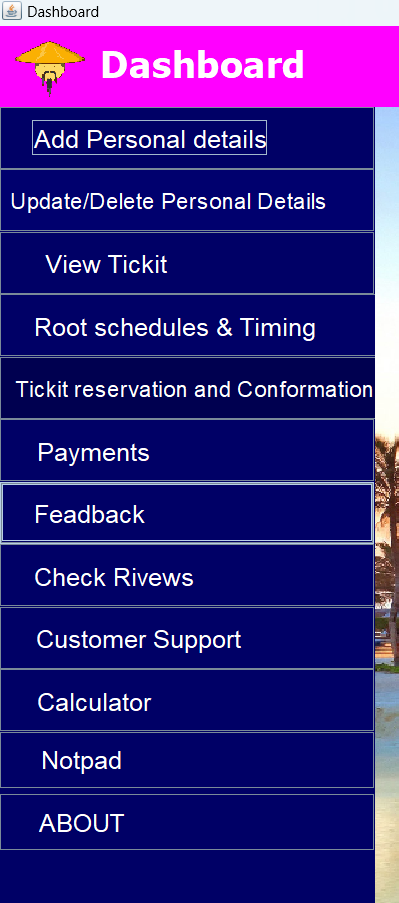 Dashboard
Dashboard
Add Personal details
Update/Delete Personal Details
View Tickit
Root schedules & Timing
Tickit reservation and Conformation
Payments
Feadback
Check Rivews
Customer Support
Calculator
Notpad
ABOUT